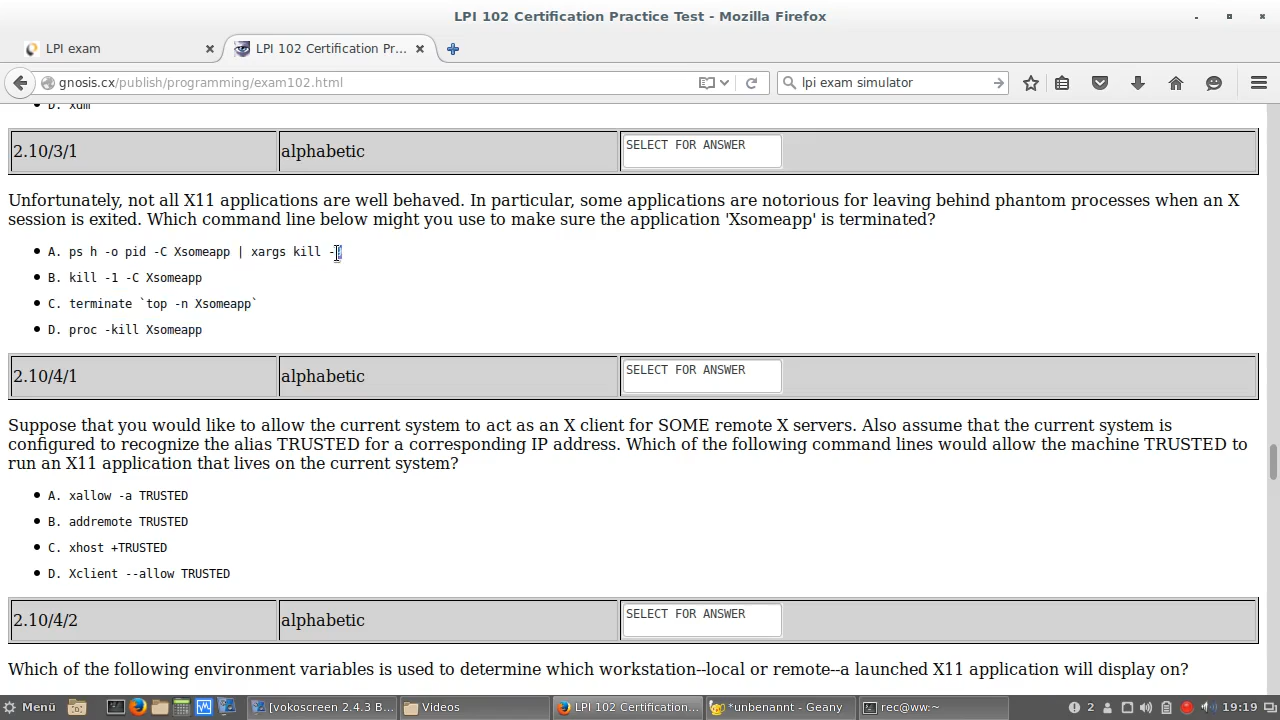 LPI 102 Certification Practice Test - Mozilla Firefox
LPI exam
LPI 102 Certification Pr...
gnosis.cx/publish/programming/exam102.html
lpi exam simulator
D. xdm
2.10/3/1 alphabetic SELECT FOR ANSWER
Unfortunately, not all X11 applications are well behaved. In particular, some applications are notorious for leaving behind phantom processes when an X
session is exited. Which command line below might you use to make sure the application 'Xsomeapp' is terminated?
A. ps h -o pid -C Xsomeapp | xargs kill -
B. kill -1 -C Xsomeapp
C. terminate `top -n Xsomeapp`
D. proc -kill Xsomeapp
2.10/4/1 alphabetic SELECT FOR ANSWER
Suppose that you would like to allow the current system to act as an X client for SOME remote X servers. Also assume that the current system is
configured to recognize the alias TRUSTED for a corresponding IP address. Which of the following command lines would allow the machine TRUSTED to
run an X11 application that lives on the current system?
A. xallow -a TRUSTED
B. addremote TRUSTED
C. xhost +TRUSTED
D. Xclient --allow TRUSTED
2.10/4/2 alphabetic SELECT FOR ANSWER
Which of the following environment variables is used to determine which workstation--local or remote--a launched X11 application will display on?
Menü [vokoscreen 2.4.3 B... Videos LPI 102 Certification... *unbenannt - Geany rec@ww:~ 2 19:19